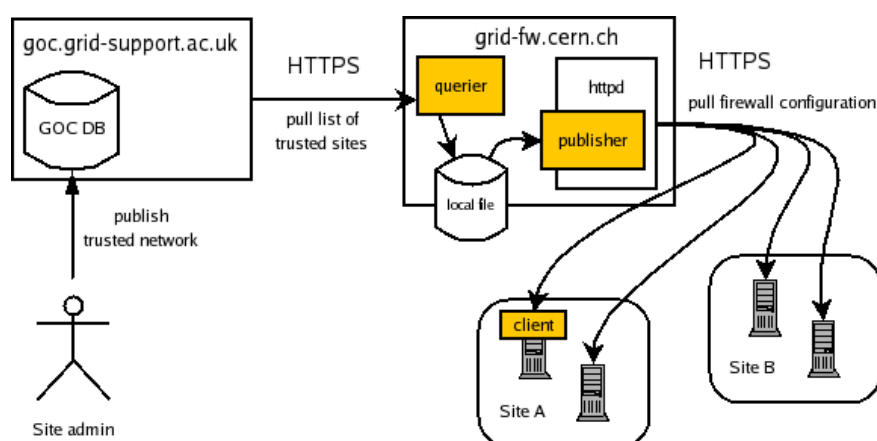 goc.grid-support.ac.uk
GOC DB
publish
trusted network
Site admin
HTTPS
pull list of
trusted sites
grid-fw.cern.ch
querier
httpd
publisher
local file
HTTPS
pull firewall configuration
client
Site A
Site B